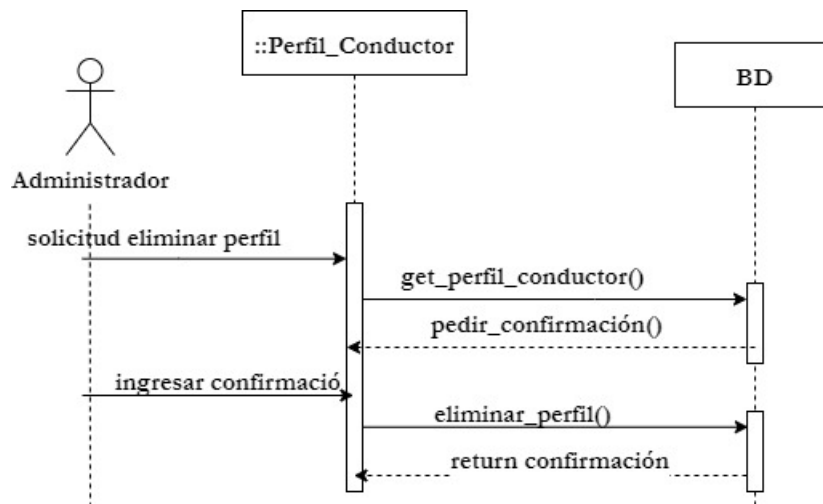 ::Perfil_Conductor
BD
Administrador
solicitud eliminar perfil
get_perfil_conductor()
pedir_confirmación()
ingresar confirmació
eliminar_perfil()
return confirmación